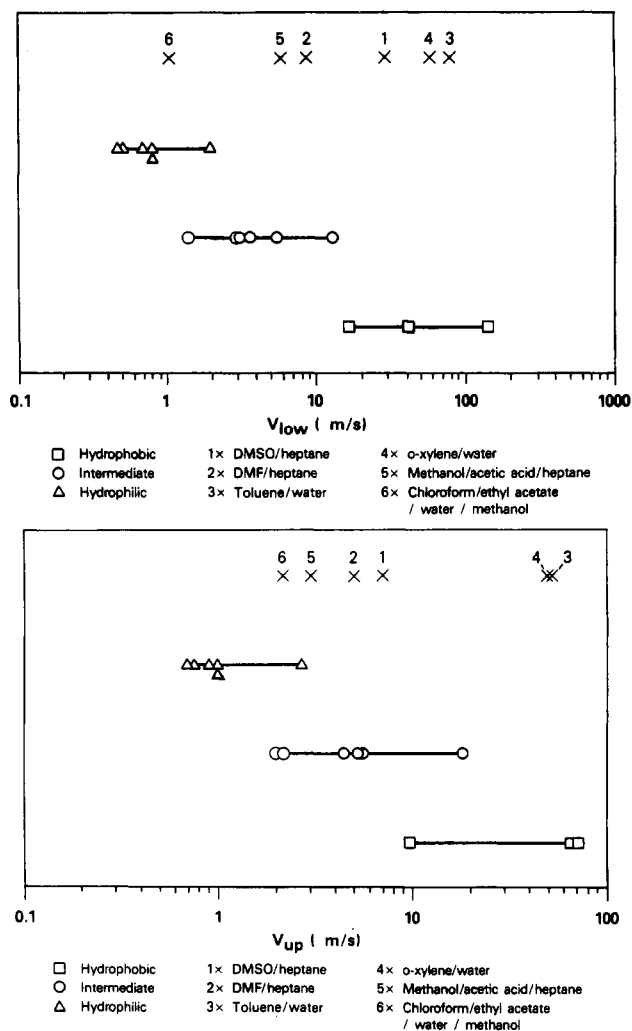 6 5 2 1 4 3
0.1 1 10 100 1000
Vlow ( m/s)
Hydrophobic 1× DMSO/heptane 4× o-xylene/water
Intermediate 2× DMF/heptane 5× Methanol/acetic acid/heptane
Hydrophilic 3× Toluene/water 6× Chloroform/ethyl acetate
/ water / methanol
6 5 2 1 4 3
0.1 1 10 100
Vup ( m/s)
Hydrophobic 1× DMSO/heptane 4× o-xylene/water
Intermediate 2× DMF/heptane 5× Methanol/acetic acid/heptane
Hydrophilic 3× Toluene/water 6× Chloroform/ethyl acetate
/ water / methanol